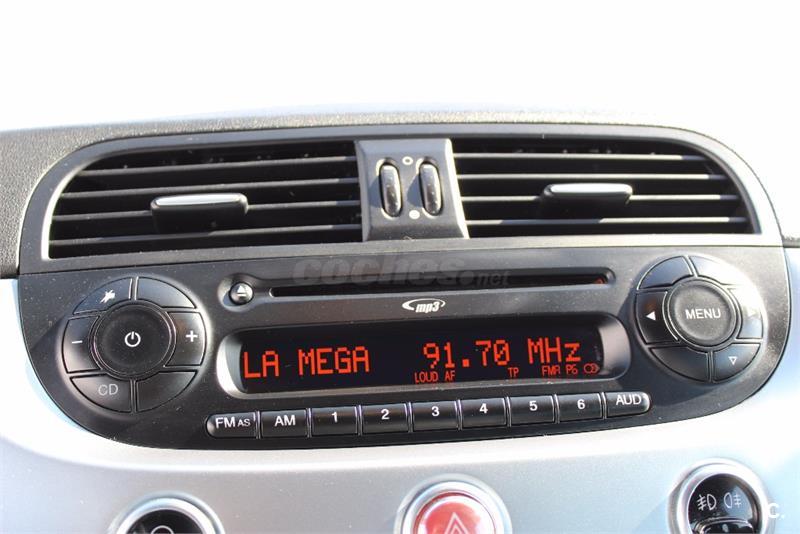 coches.net
mp3
MENU
LA MEGA 91.70 MHz
LOUD AF TP FMR P6
− +
CD
FM AS AM 1 2 3 4 5 6 AUD
C.